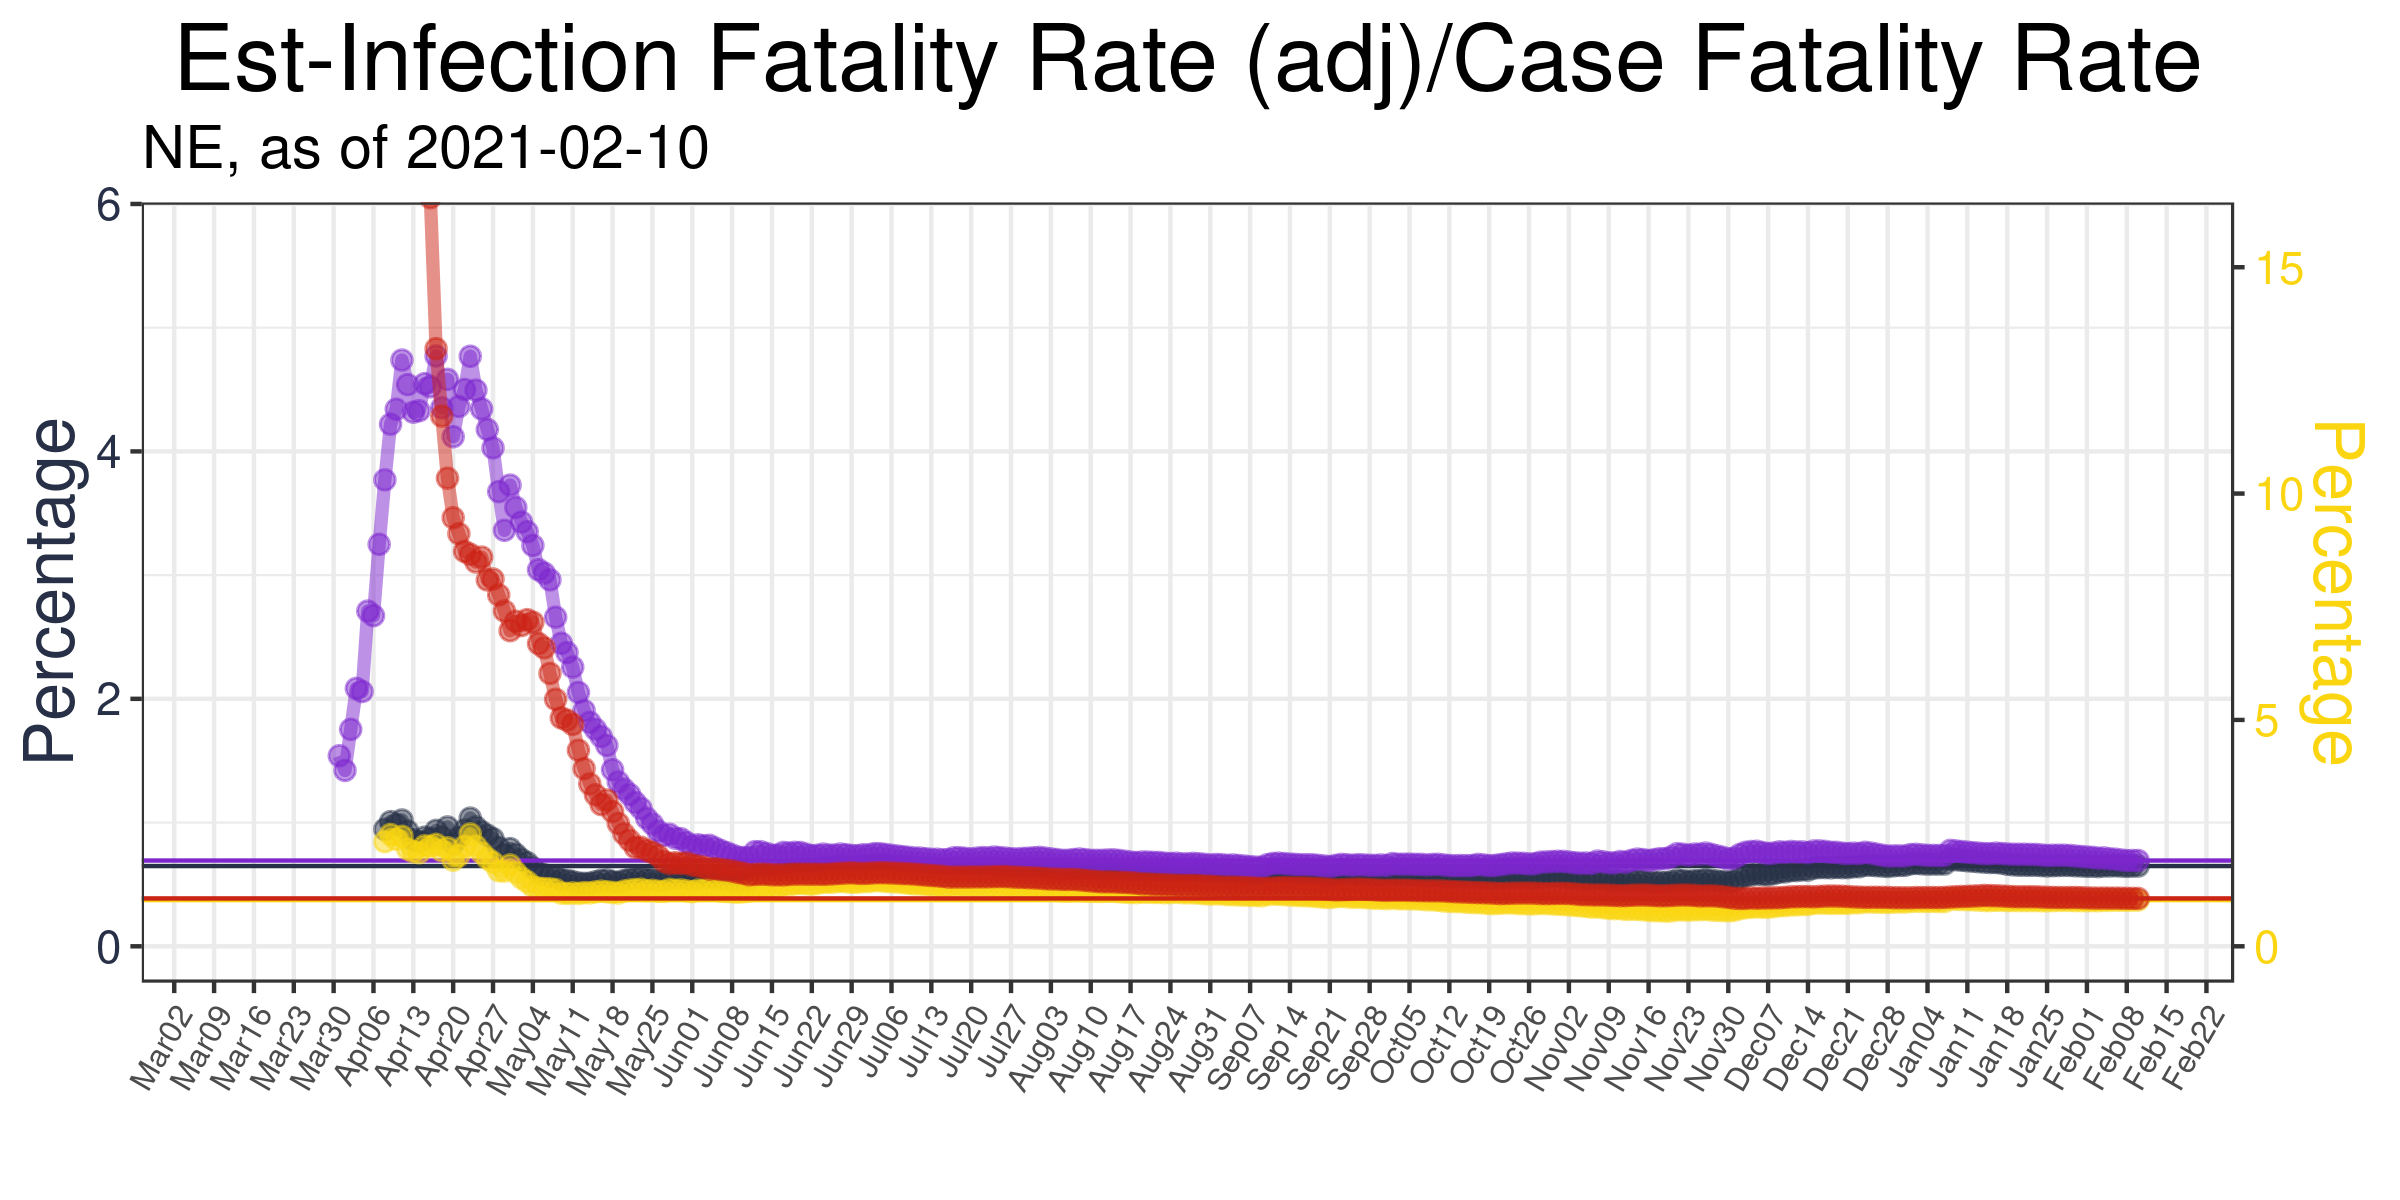 Est-Infection Fatality Rate (adj)/Case Fatality Rate
NE, as of 2021-02-10
Percentage
6
4
2
0
15
10
5
0
Percentage
Mar02
Mar09
Mar16
Mar23
Mar30
Apr06
Apr13
Apr20
Apr27
May04
May11
May18
May25
Jun01
Jun08
Jun15
Jun22
Jun29
Jul06
Jul13
Jul20
Jul27
Aug03
Aug10
Aug17
Aug24
Aug31
Sep07
Sep14
Sep21
Sep28
Oct05
Oct12
Oct19
Oct26
Nov02
Nov09
Nov16
Nov23
Nov30
Dec07
Dec14
Dec21
Dec28
Jan04
Jan11
Jan18
Jan25
Feb01
Feb08
Feb15
Feb22